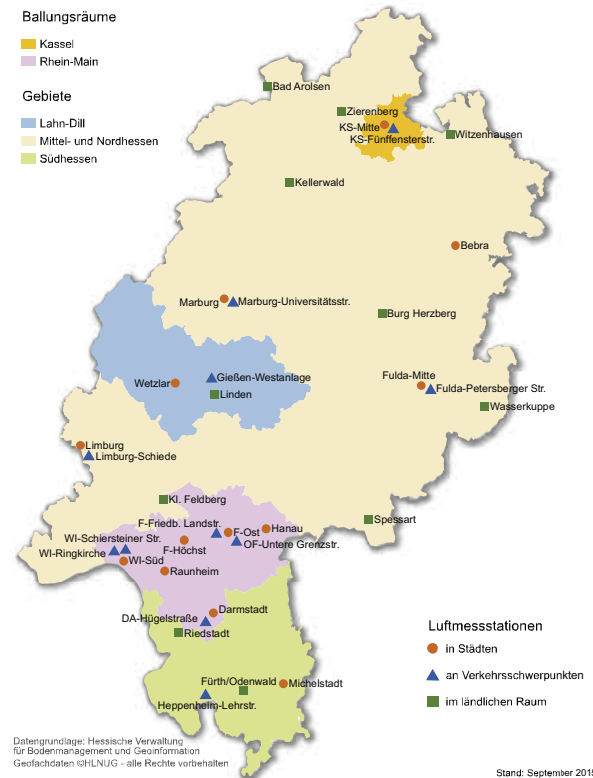 Ballungsräume
Kassel
Rhein-Main
Gebiete
Lahn-Dill
Mittel- und Nordhessen
Südhessen
Bad Arolsen
Zierenberg
KS-Mitte
KS-Fünffensterstr.
Witzenhausen
Kellerwald
Bebra
Marburg
Marburg-Universitätsstr.
Burg Herzberg
Gießen-Westanlage
Wetzlar
Linden
Fulda-Mitte
Fulda-Petersberger Str.
Wasserkuppe
Limburg
Limburg-Schiede
Kl. Feldberg
Spessart
F-Friedb. Landstr.
F-Ost
Hanau
WI-Schiersteiner Str.
OF-Untere Grenzstr.
WI-Ringkirche
F-Höchst
WI-Süd
Raunheim
Darmstadt
DA-Hügelstraße
Riedstadt
Fürth/Odenwald
Michelstadt
Heppenheim-Lehrstr.
Luftmessstationen
in Städten
an Verkehrsschwerpunkten
im ländlichen Raum
Datengrundlage: Hessische Verwaltung
für Bodenmanagement und Geoinformation
Geofachdaten ©HLNUG - alle Rechte vorbehalten
Stand: September 2015